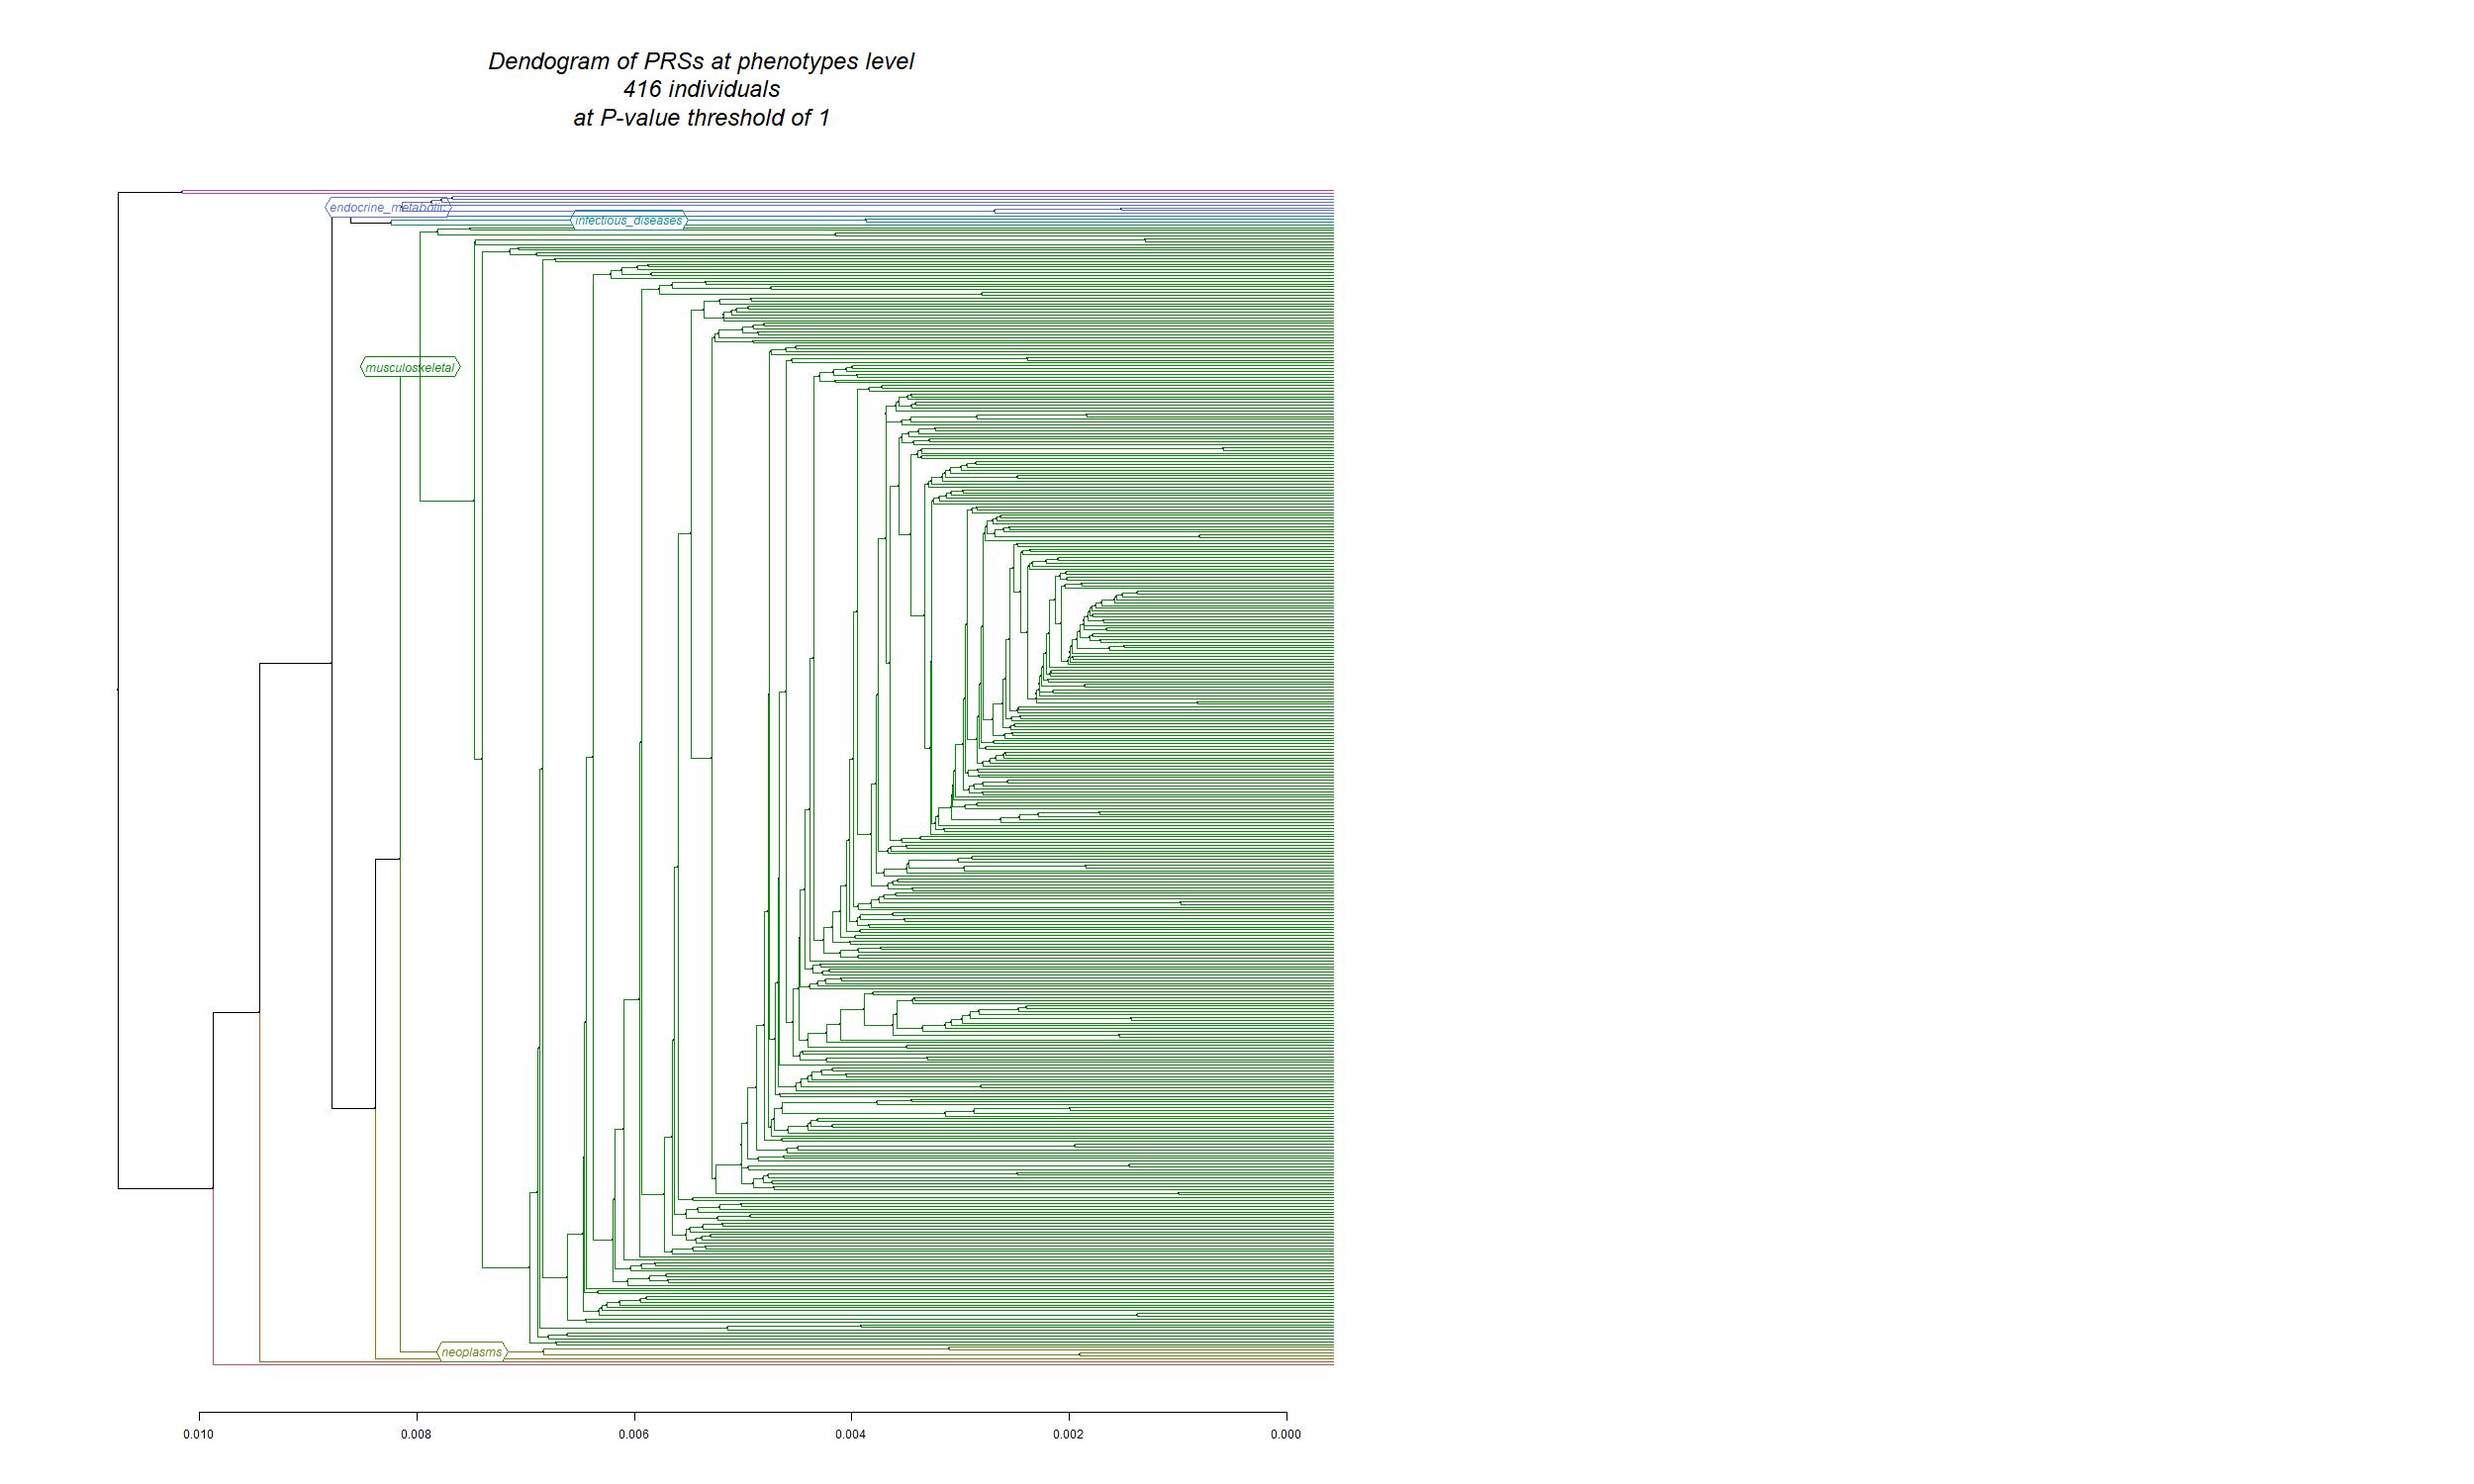 Dendogram of PRSs at phenotypes level
416 individuals
at P-value threshold of 1
endocrine_metabolic
infectious_diseases
musculoskeletal
neoplasms
0.010 0.008 0.006 0.004 0.002 0.000